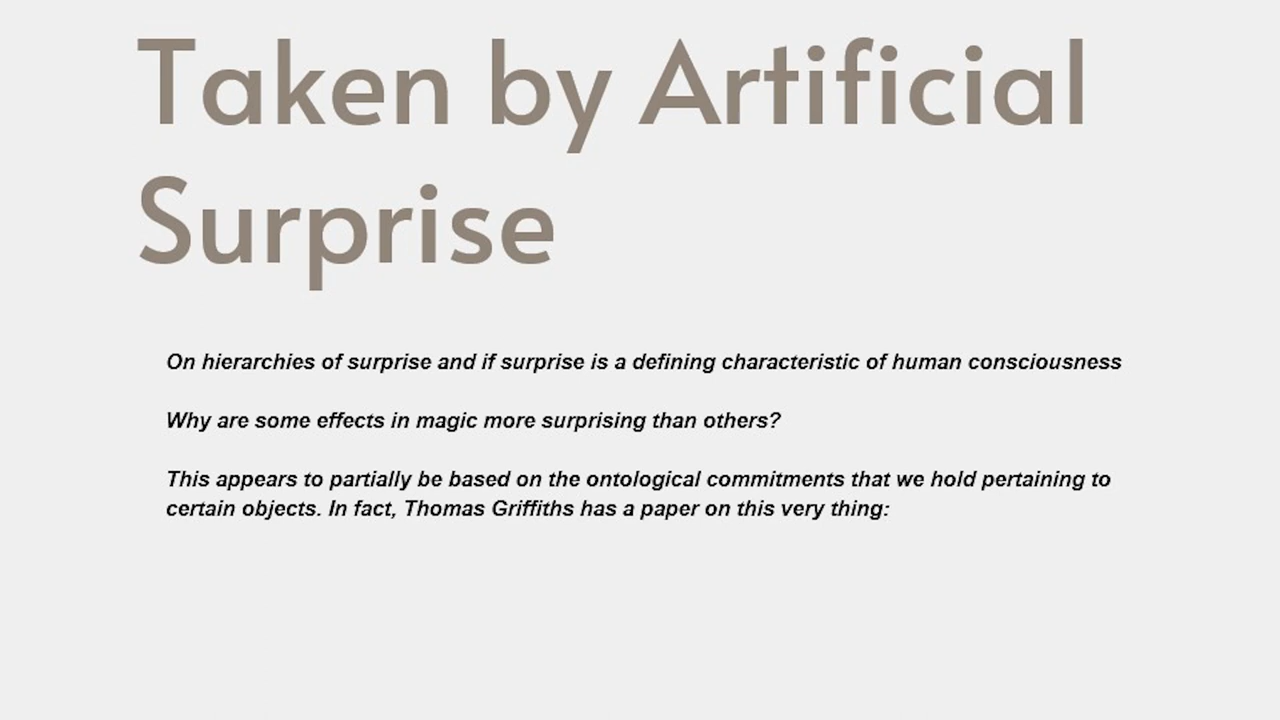 Taken by Artificial
Surprise
On hierarchies of surprise and if surprise is a defining characteristic of human consciousness
Why are some effects in magic more surprising than others?
This appears to partially be based on the ontological commitments that we hold pertaining to
certain objects. In fact, Thomas Griffiths has a paper on this very thing: